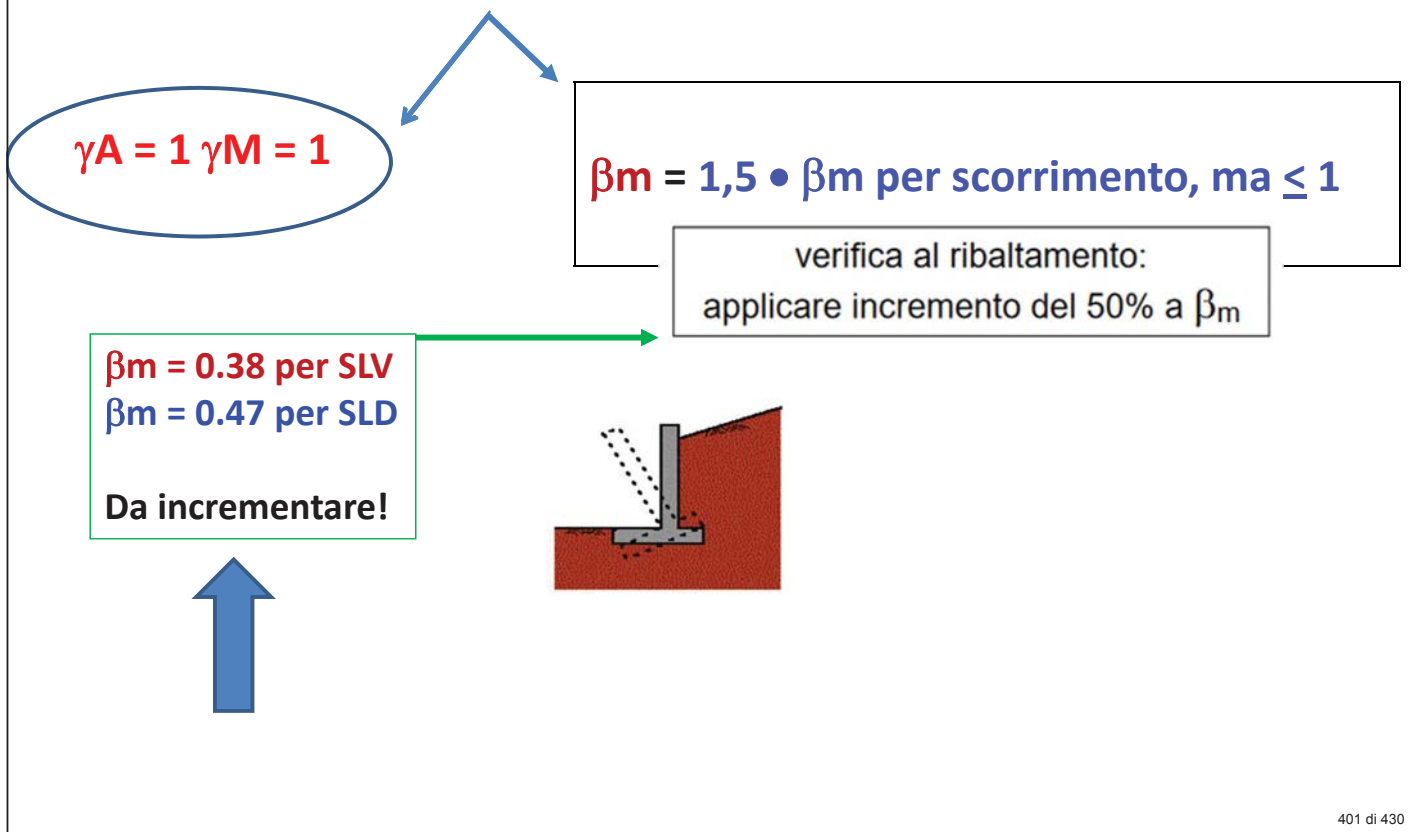 γA = 1 γM = 1
βm = 1,5 • βm per scorrimento, ma ≤ 1
verifica al ribaltamento:
applicare incremento del 50% a βm
βm = 0.38 per SLV
βm = 0.47 per SLD
Da incrementare!
401 di 430